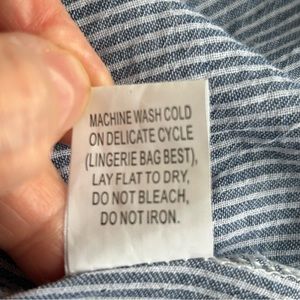 MACHINE WASH COLD
ON DELICATE CYCLE
(LINGERIE BAG BEST),
LAY FLAT TO DRY,
DO NOT BLEACH,
DO NOT IRON.